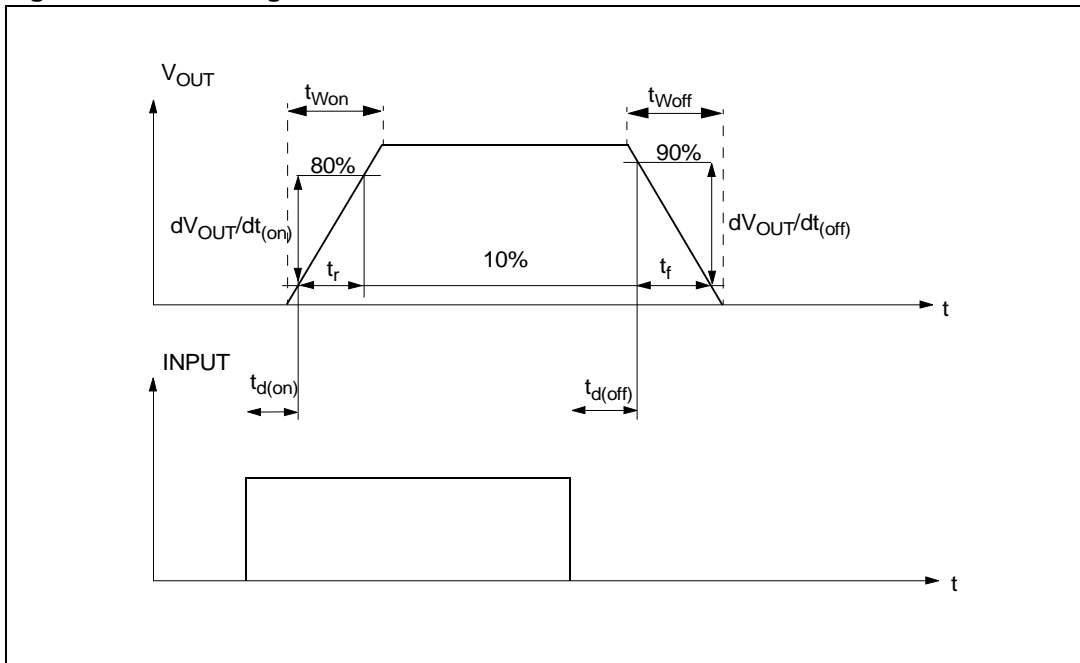 V_OUT
t_Won
t_Woff
80%
90%
dV_OUT/dt_(on)
dV_OUT/dt_(off)
t_r
10%
t_f
t
INPUT
t_d(on)
t_d(off)
t